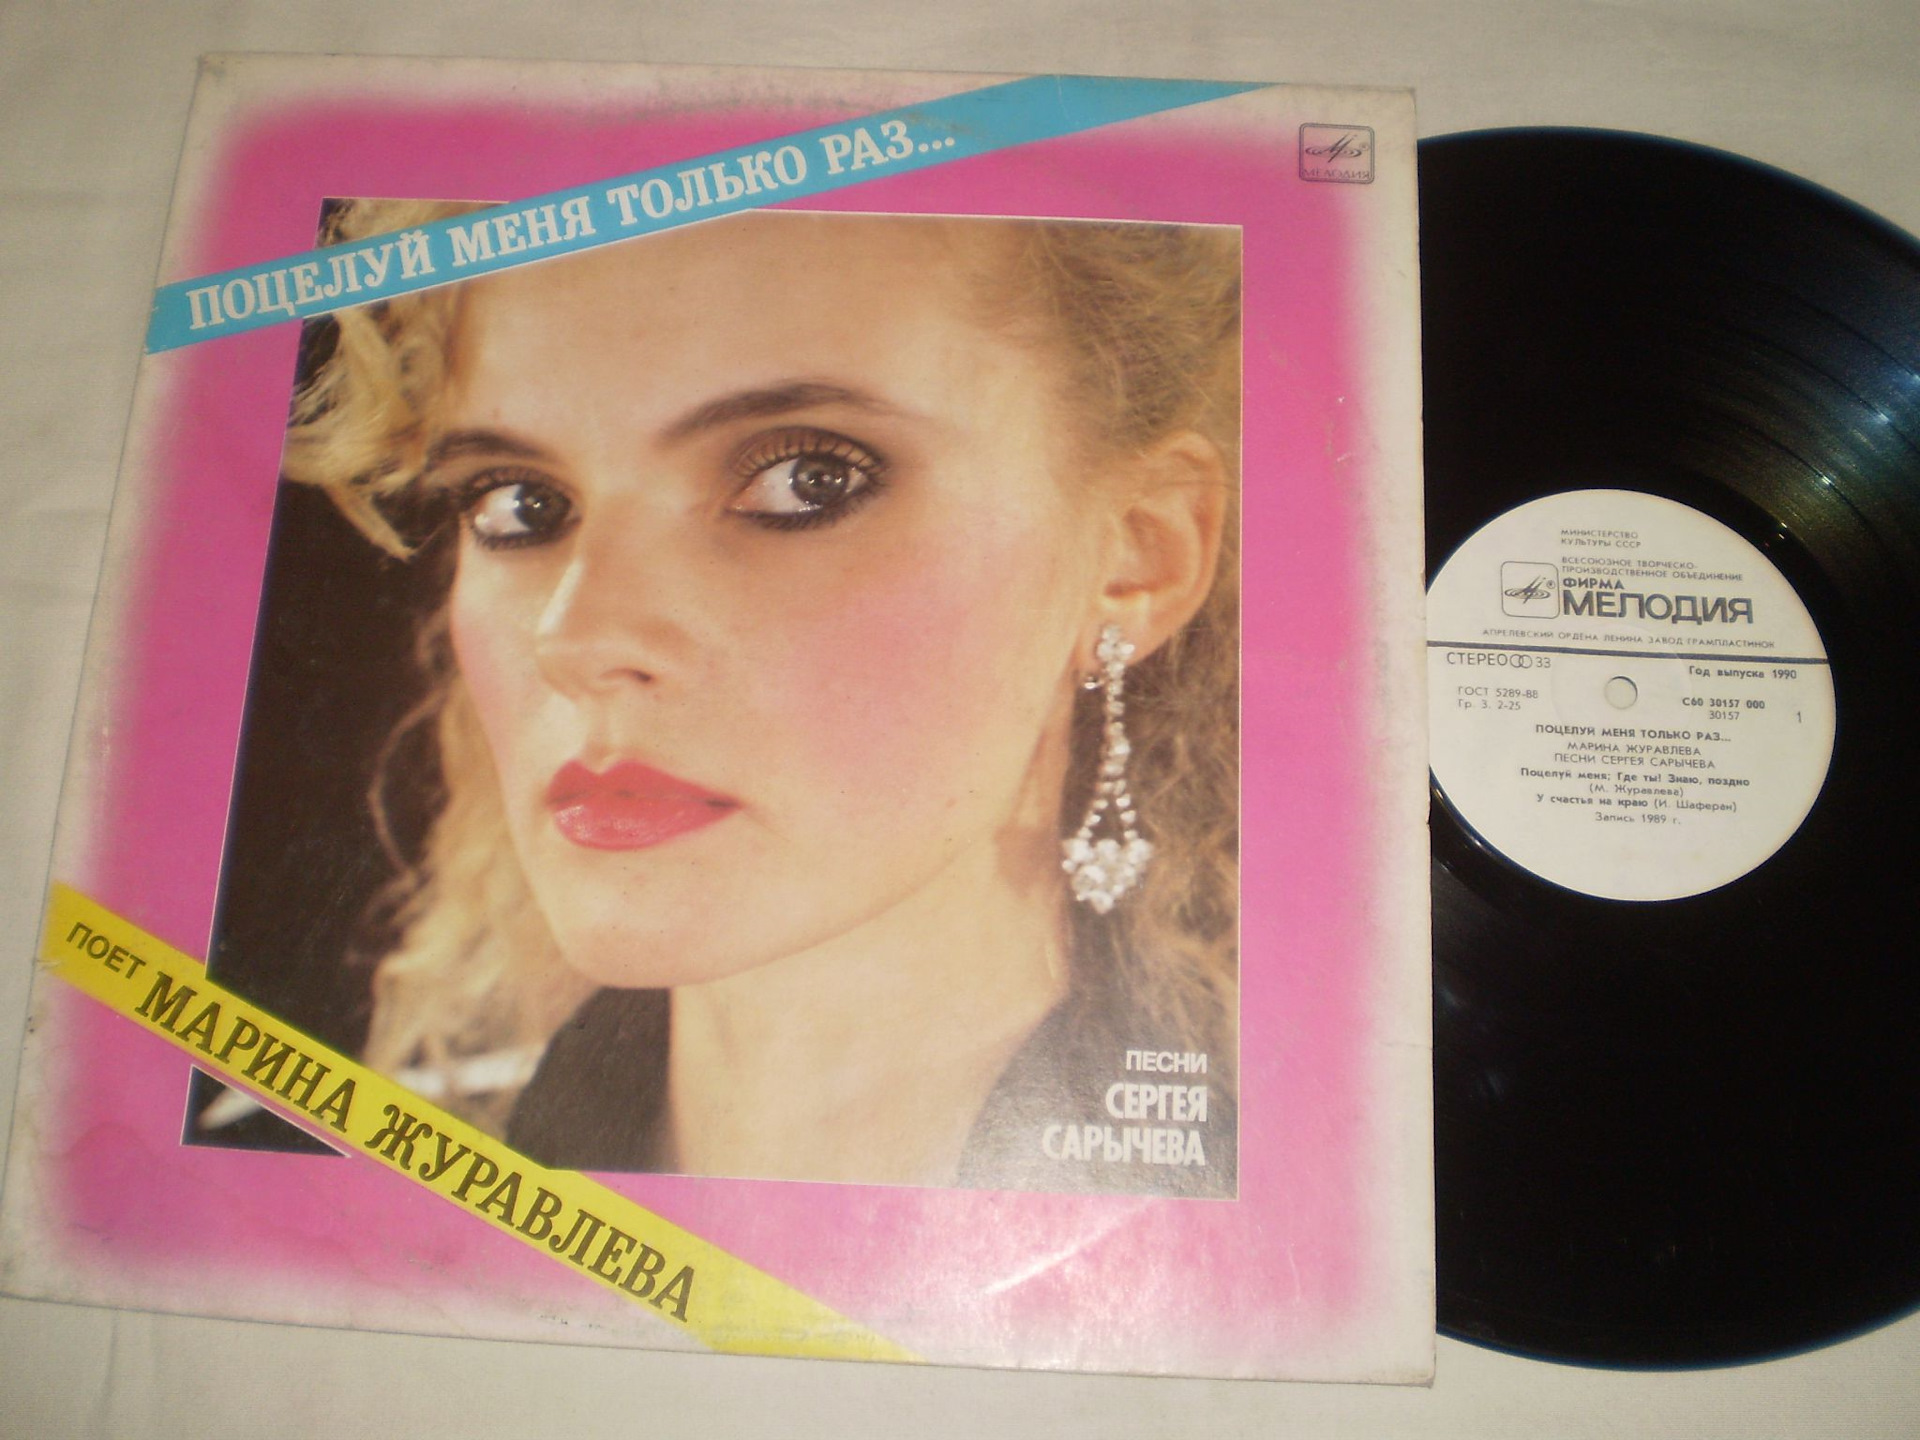 ПОЦЕЛУЙ МЕНЯ ТОЛЬКО РАЗ...
МЕЛОДИЯ
ПОЕТ МАРИНА ЖУРАВЛЕВА
ПЕСНИ
СЕРГЕЯ
САРЫЧЕВА
МИНИСТЕРСТВО
КУЛЬТУРЫ СССР
ВСЕСОЮЗНОЕ ТВОРЧЕСКО-
ПРОИЗВОДСТВЕННОЕ ОБЪЕДИНЕНИЕ
ФИРМА
МЕЛОДИЯ
АПРЕЛЕВСКИЙ ОРДЕНА ЛЕНИНА ЗАВОД ГРАМПЛАСТИНОК
СТЕРЕО 33
Год выпуска 1990
ГОСТ 5289-88
Гр. 3. 2-25
С60 30157 000
30157
1
ПОЦЕЛУЙ МЕНЯ ТОЛЬКО РАЗ...
МАРИНА ЖУРАВЛЕВА
ПЕСНИ СЕРГЕЯ САРЫЧЕВА
Поцелуй меня; Где ты! Знаю, поздно
(М. Журавлева)
У счастья на краю (И. Шаферан)
Запись 1989 г.